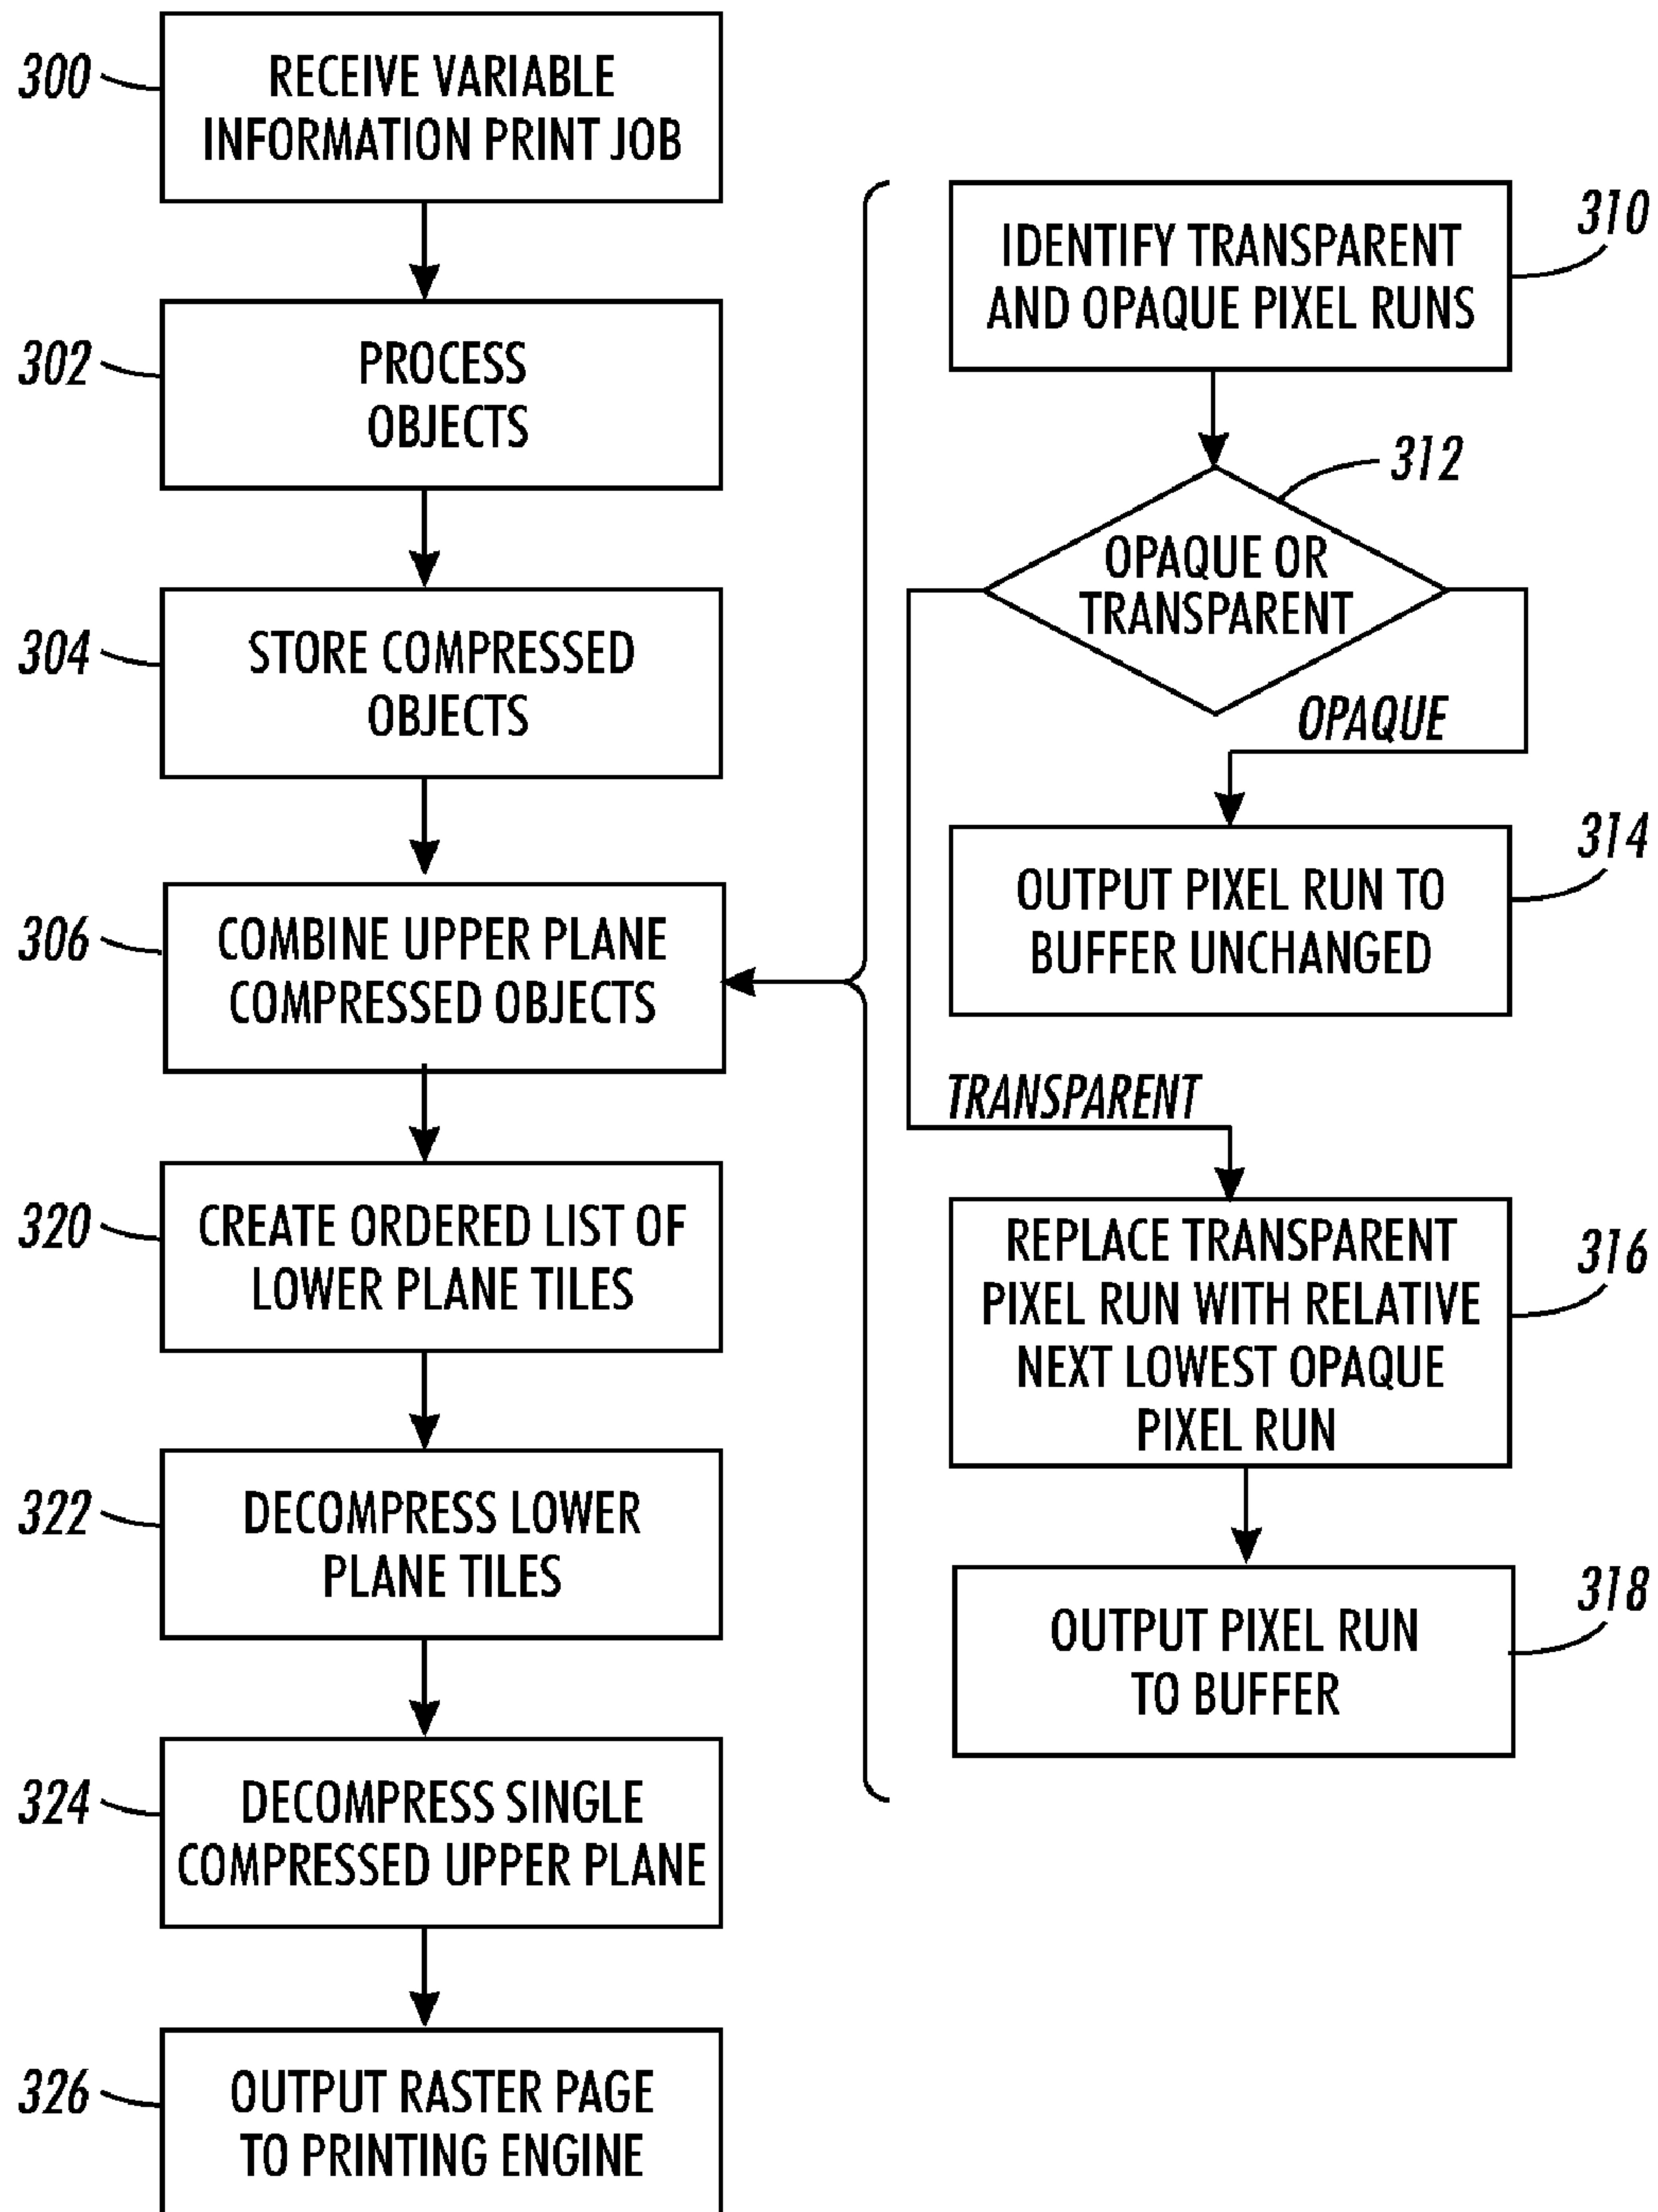 300
RECEIVE VARIABLE
INFORMATION PRINT JOB
302
PROCESS
OBJECTS
304
STORE COMPRESSED
OBJECTS
306
COMBINE UPPER PLANE
COMPRESSED OBJECTS
310
IDENTIFY TRANSPARENT
AND OPAQUE PIXEL RUNS
312
OPAQUE OR
TRANSPARENT
OPAQUE
314
OUTPUT PIXEL RUN TO
BUFFER UNCHANGED
TRANSPARENT
316
REPLACE TRANSPARENT
PIXEL RUN WITH RELATIVE
NEXT LOWEST OPAQUE
PIXEL RUN
318
OUTPUT PIXEL RUN
TO BUFFER
320
CREATE ORDERED LIST OF
LOWER PLANE TILES
322
DECOMPRESS LOWER
PLANE TILES
324
DECOMPRESS SINGLE
COMPRESSED UPPER PLANE
326
OUTPUT RASTER PAGE
TO PRINTING ENGINE